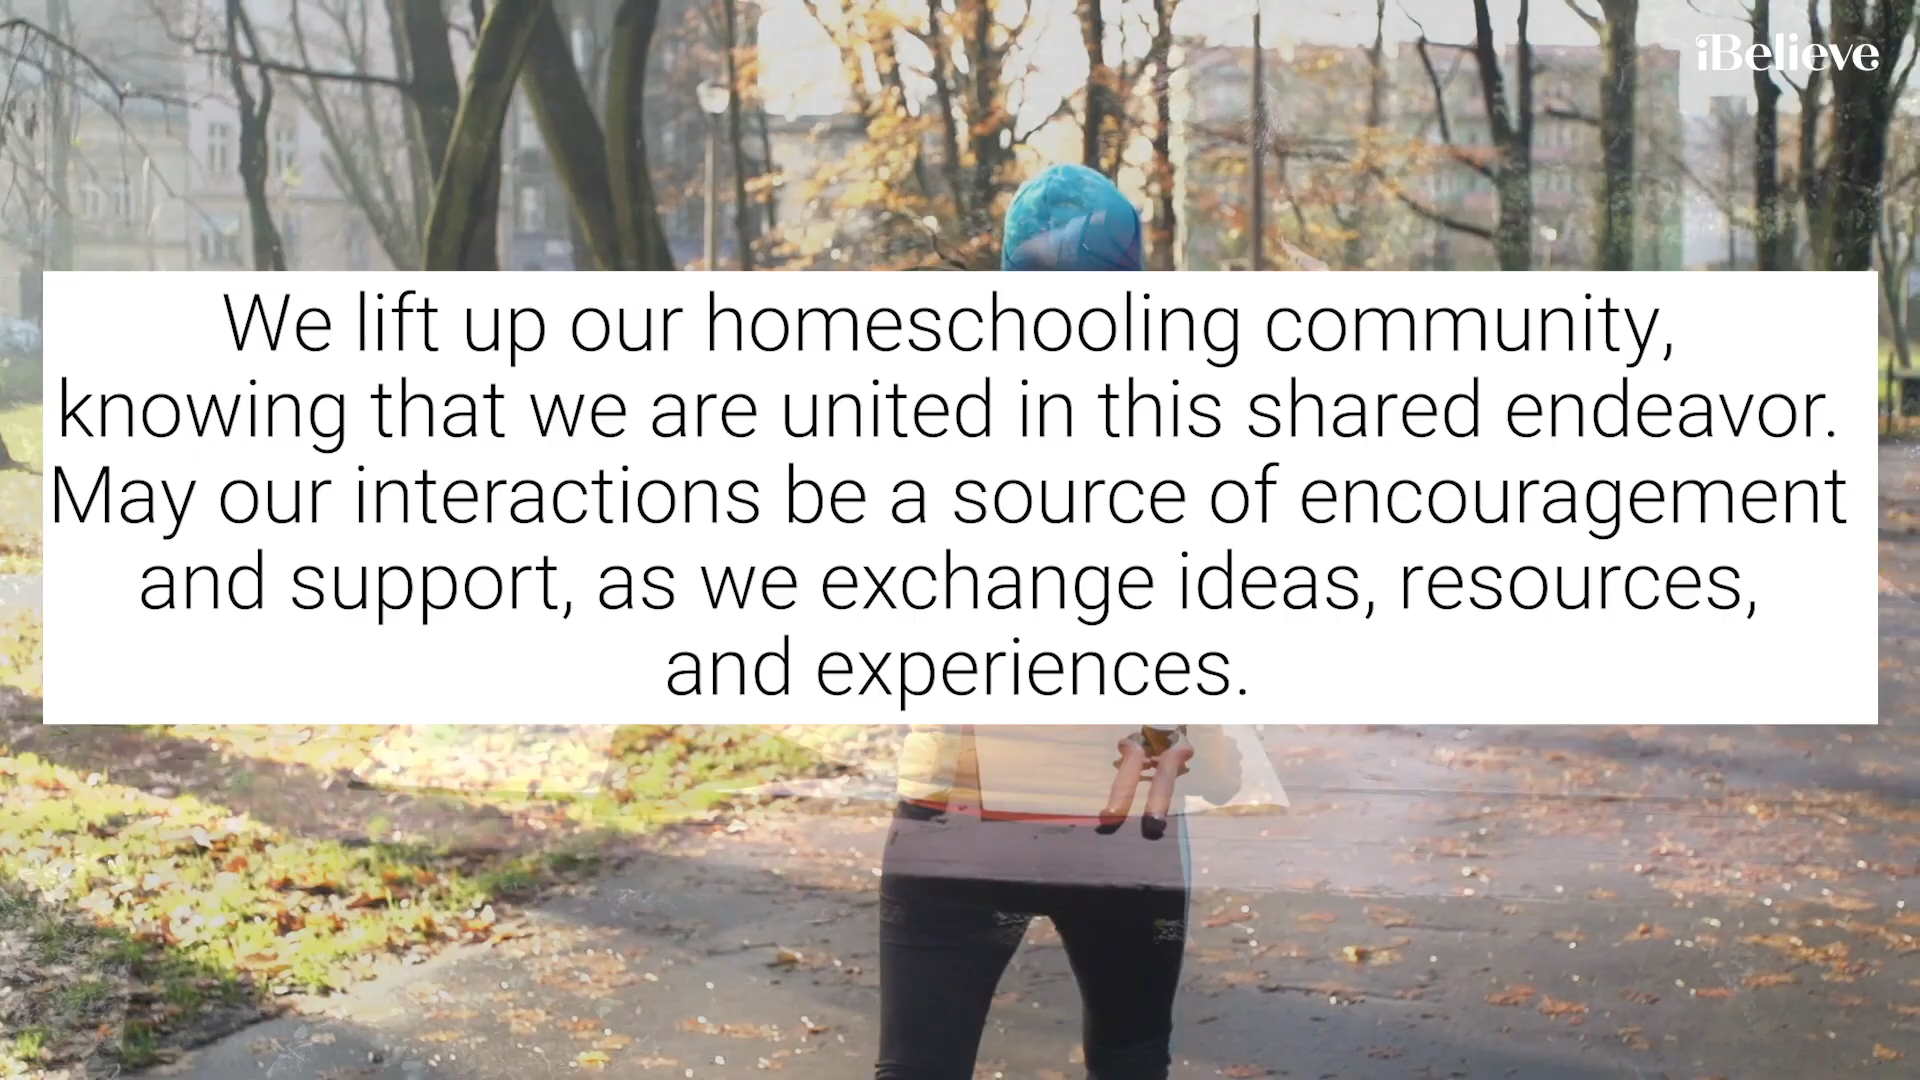 iBelieve
We lift up our homeschooling community,
knowing that we are united in this shared endeavor.
May our interactions be a source of encouragement
and support, as we exchange ideas, resources,
and experiences.